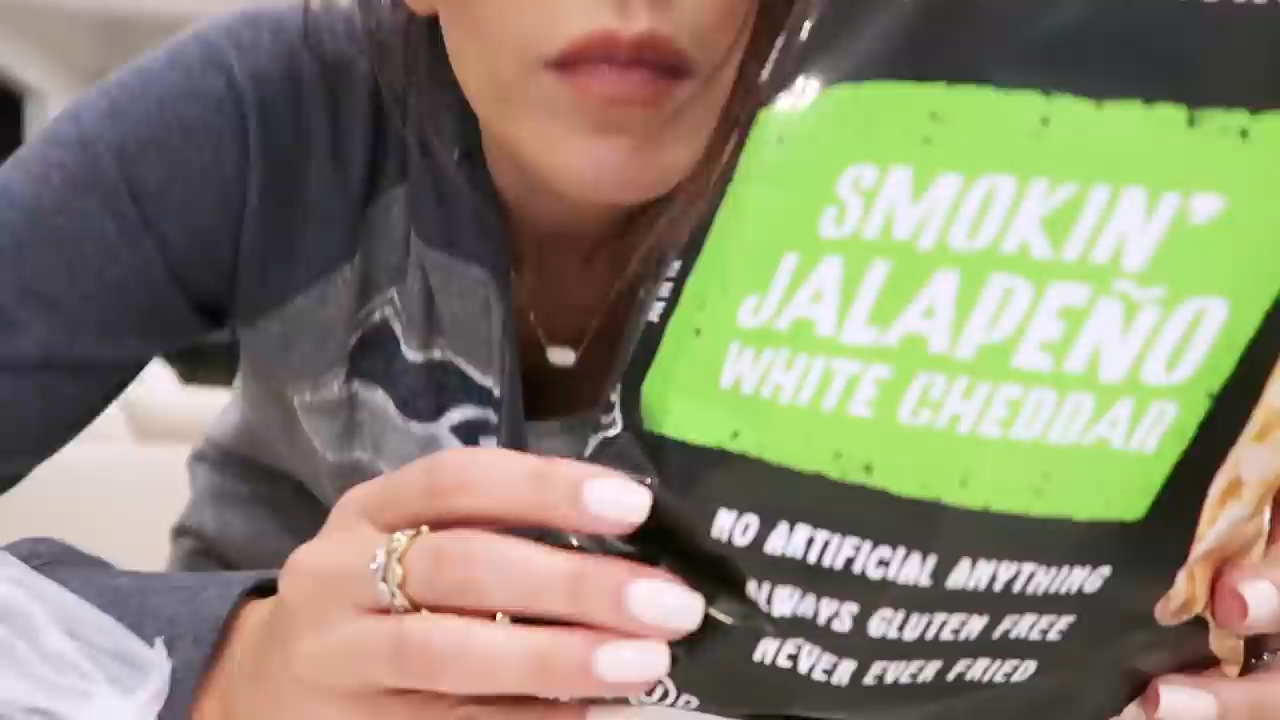 SMOKIN'
JALAPEÑO
WHITE CHEDDAR
NO ARTIFICIAL ANYTHING
ALWAYS GLUTEN FREE
NEVER EVER FRIED